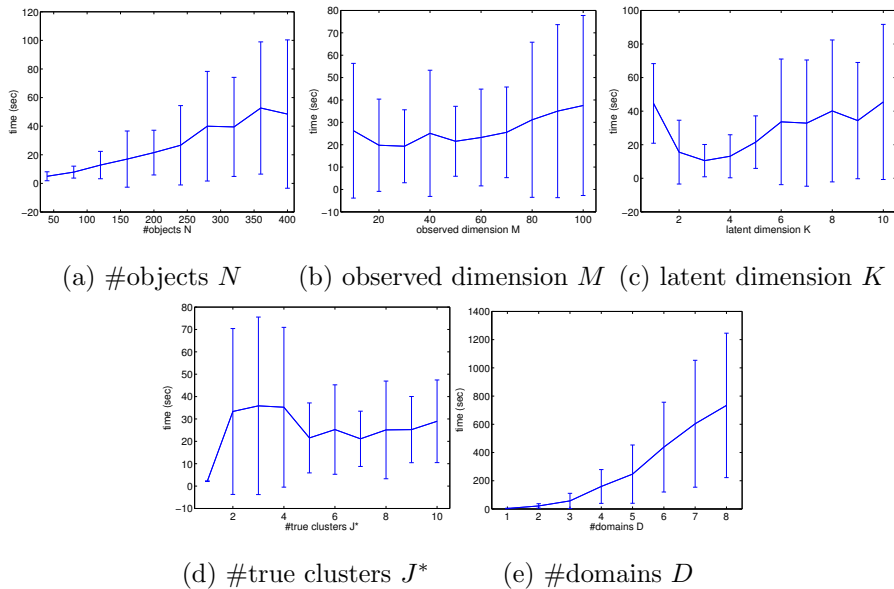 120
100
80
60
40
20
0
−20
time (sec)
50 100 150 200 250 300 350 400
#objects N
80
70
60
50
40
30
20
10
0
−10
time (sec)
20 40 60 80 100
observed dimension M
100
80
60
40
20
0
−20
time (sec)
2 4 6 8 10
latent dimension K
(a) #objects N (b) observed dimension M (c) latent dimension K
80
70
60
50
40
30
20
10
0
−10
time (sec)
2 4 6 8 10
#true clusters J*
1400
1200
1000
800
600
400
200
0
time (sec)
1 2 3 4 5 6 7 8
#domains D
(d) #true clusters J* (e) #domains D